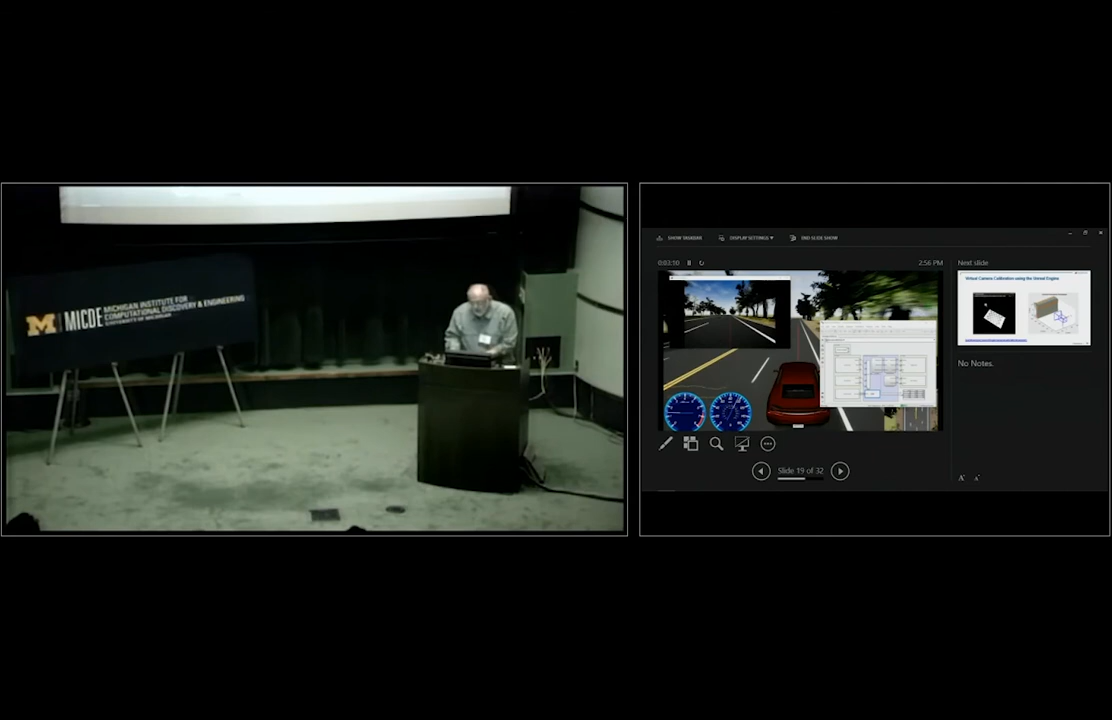 M
MICDE
MICHIGAN INSTITUTE FOR
COMPUTATIONAL DISCOVERY & ENGINEERING
UNIVERSITY OF MICHIGAN
SHOW TASKBAR
DISPLAY SETTINGS ▾
END SLIDE SHOW
0:03:10
2:56 PM
Next slide
Virtual Camera Calibration using the Unreal Engine
No Notes.
Slide 19 of 32